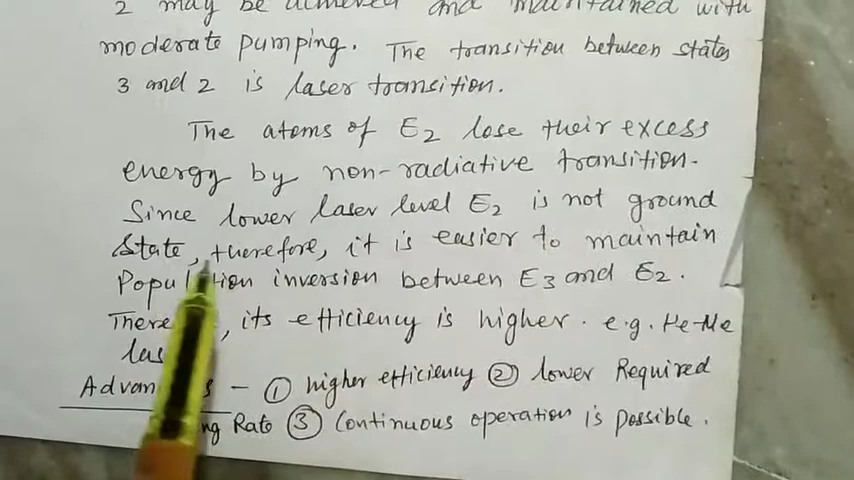 2 may be achieved and maintained with
moderate pumping. The transition between states
3 and 2 is laser transition.
The atoms of E2 lose their excess
energy by non-radiative transition.
Since lower laser level E2 is not ground
state, therefore, it is easier to maintain
Population inversion between E3 and E2.
There , its efficiency is higher. e.g. He-Ne
las
Advan s - ① higher efficiency ② lower Required
ng Rate ③ Continuous operation is possible.